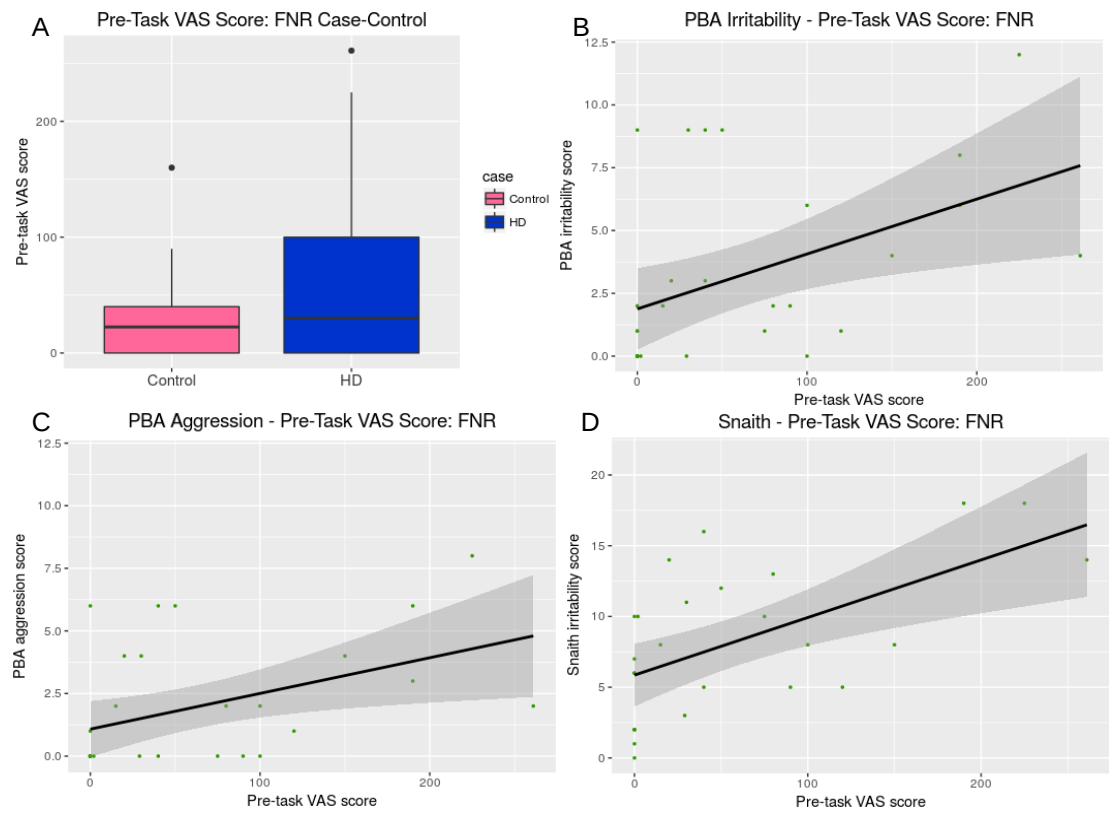 A
Pre-Task VAS Score: FNR Case-Control
Pre-task VAS score
200
100
0
Control
HD
case
Control
HD
B
PBA Irritability - Pre-Task VAS Score: FNR
PBA irritability score
12.5
10.0
7.5
5.0
2.5
0.0
0
100
200
Pre-task VAS score
C
PBA Aggression - Pre-Task VAS Score: FNR
PBA aggression score
12.5
10.0
7.5
5.0
2.5
0.0
0
100
200
Pre-task VAS score
D
Snaith - Pre-Task VAS Score: FNR
Snaith irritability score
20
15
10
5
0
0
100
200
Pre-task VAS score